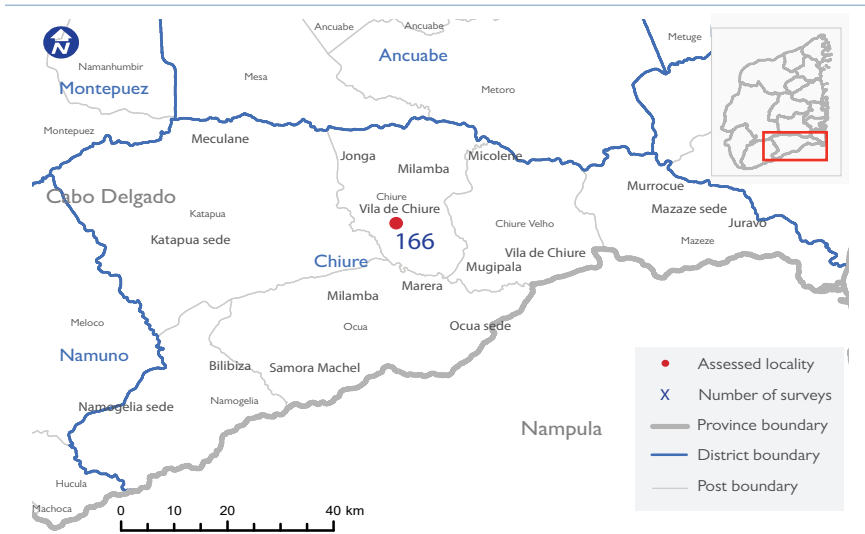 Ancuabe
Ancuabe
Metuge
N
Ancuabe
Namanhumbir
Mesa
Montepuez
Metoro
Montepuez
Meculane
Jonga
Micolene
Milamba
Murrocue
Cabo Delgado
Chiure
Katapua
Vila de Chiure
Mazaze sede
Chiure Velho
Juravo
Katapua sede
166
Mazeze
Vila de Chiure
Chiure
Mugipala
Marera
Milamba
Meloco
Ocua
Ocua sede
Namuno
Bilibiza
Samora Machel
Namogelia sede
Namogelia
Nampula
Hucula
Machoca
0 10 20 40 km
Assessed locality
X Number of surveys
Province boundary
District boundary
Post boundary